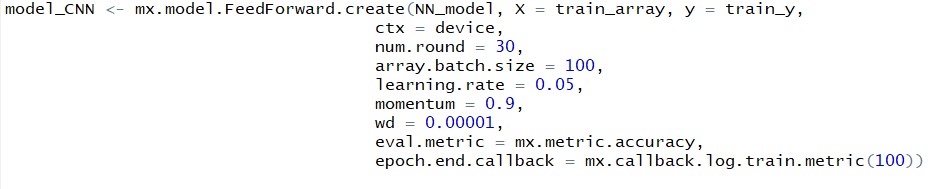 model_CNN <- mx.model.FeedForward.create(NN_model, X = train_array, y = train_y,
ctx = device,
num.round = 30,
array.batch.size = 100,
learning.rate = 0.05,
momentum = 0.9,
wd = 0.00001,
eval.metric = mx.metric.accuracy,
epoch.end.callback = mx.callback.log.train.metric(100))